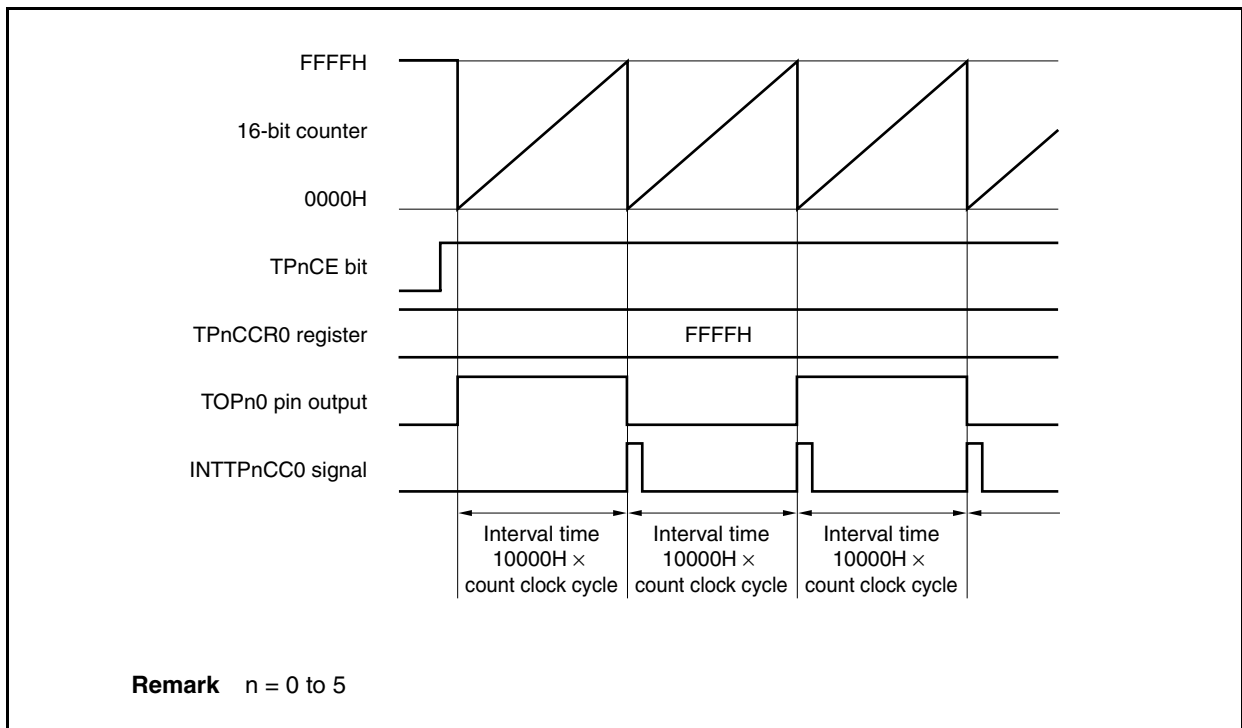 FFFFH
16-bit counter
0000H
TPnCE bit
TPnCCR0 register
FFFFH
TOPn0 pin output
INTTPnCC0 signal
Interval time
10000H ×
count clock cycle
Interval time
10000H ×
count clock cycle
Interval time
10000H ×
count clock cycle
Remark n = 0 to 5